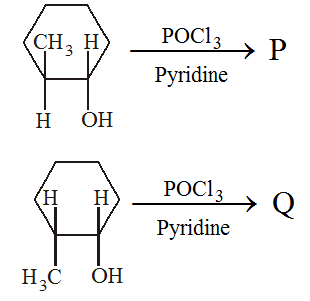 CH3 H POCl3 P
Pyridine
H OH
H H POCl3 Q
Pyridine
H3C OH